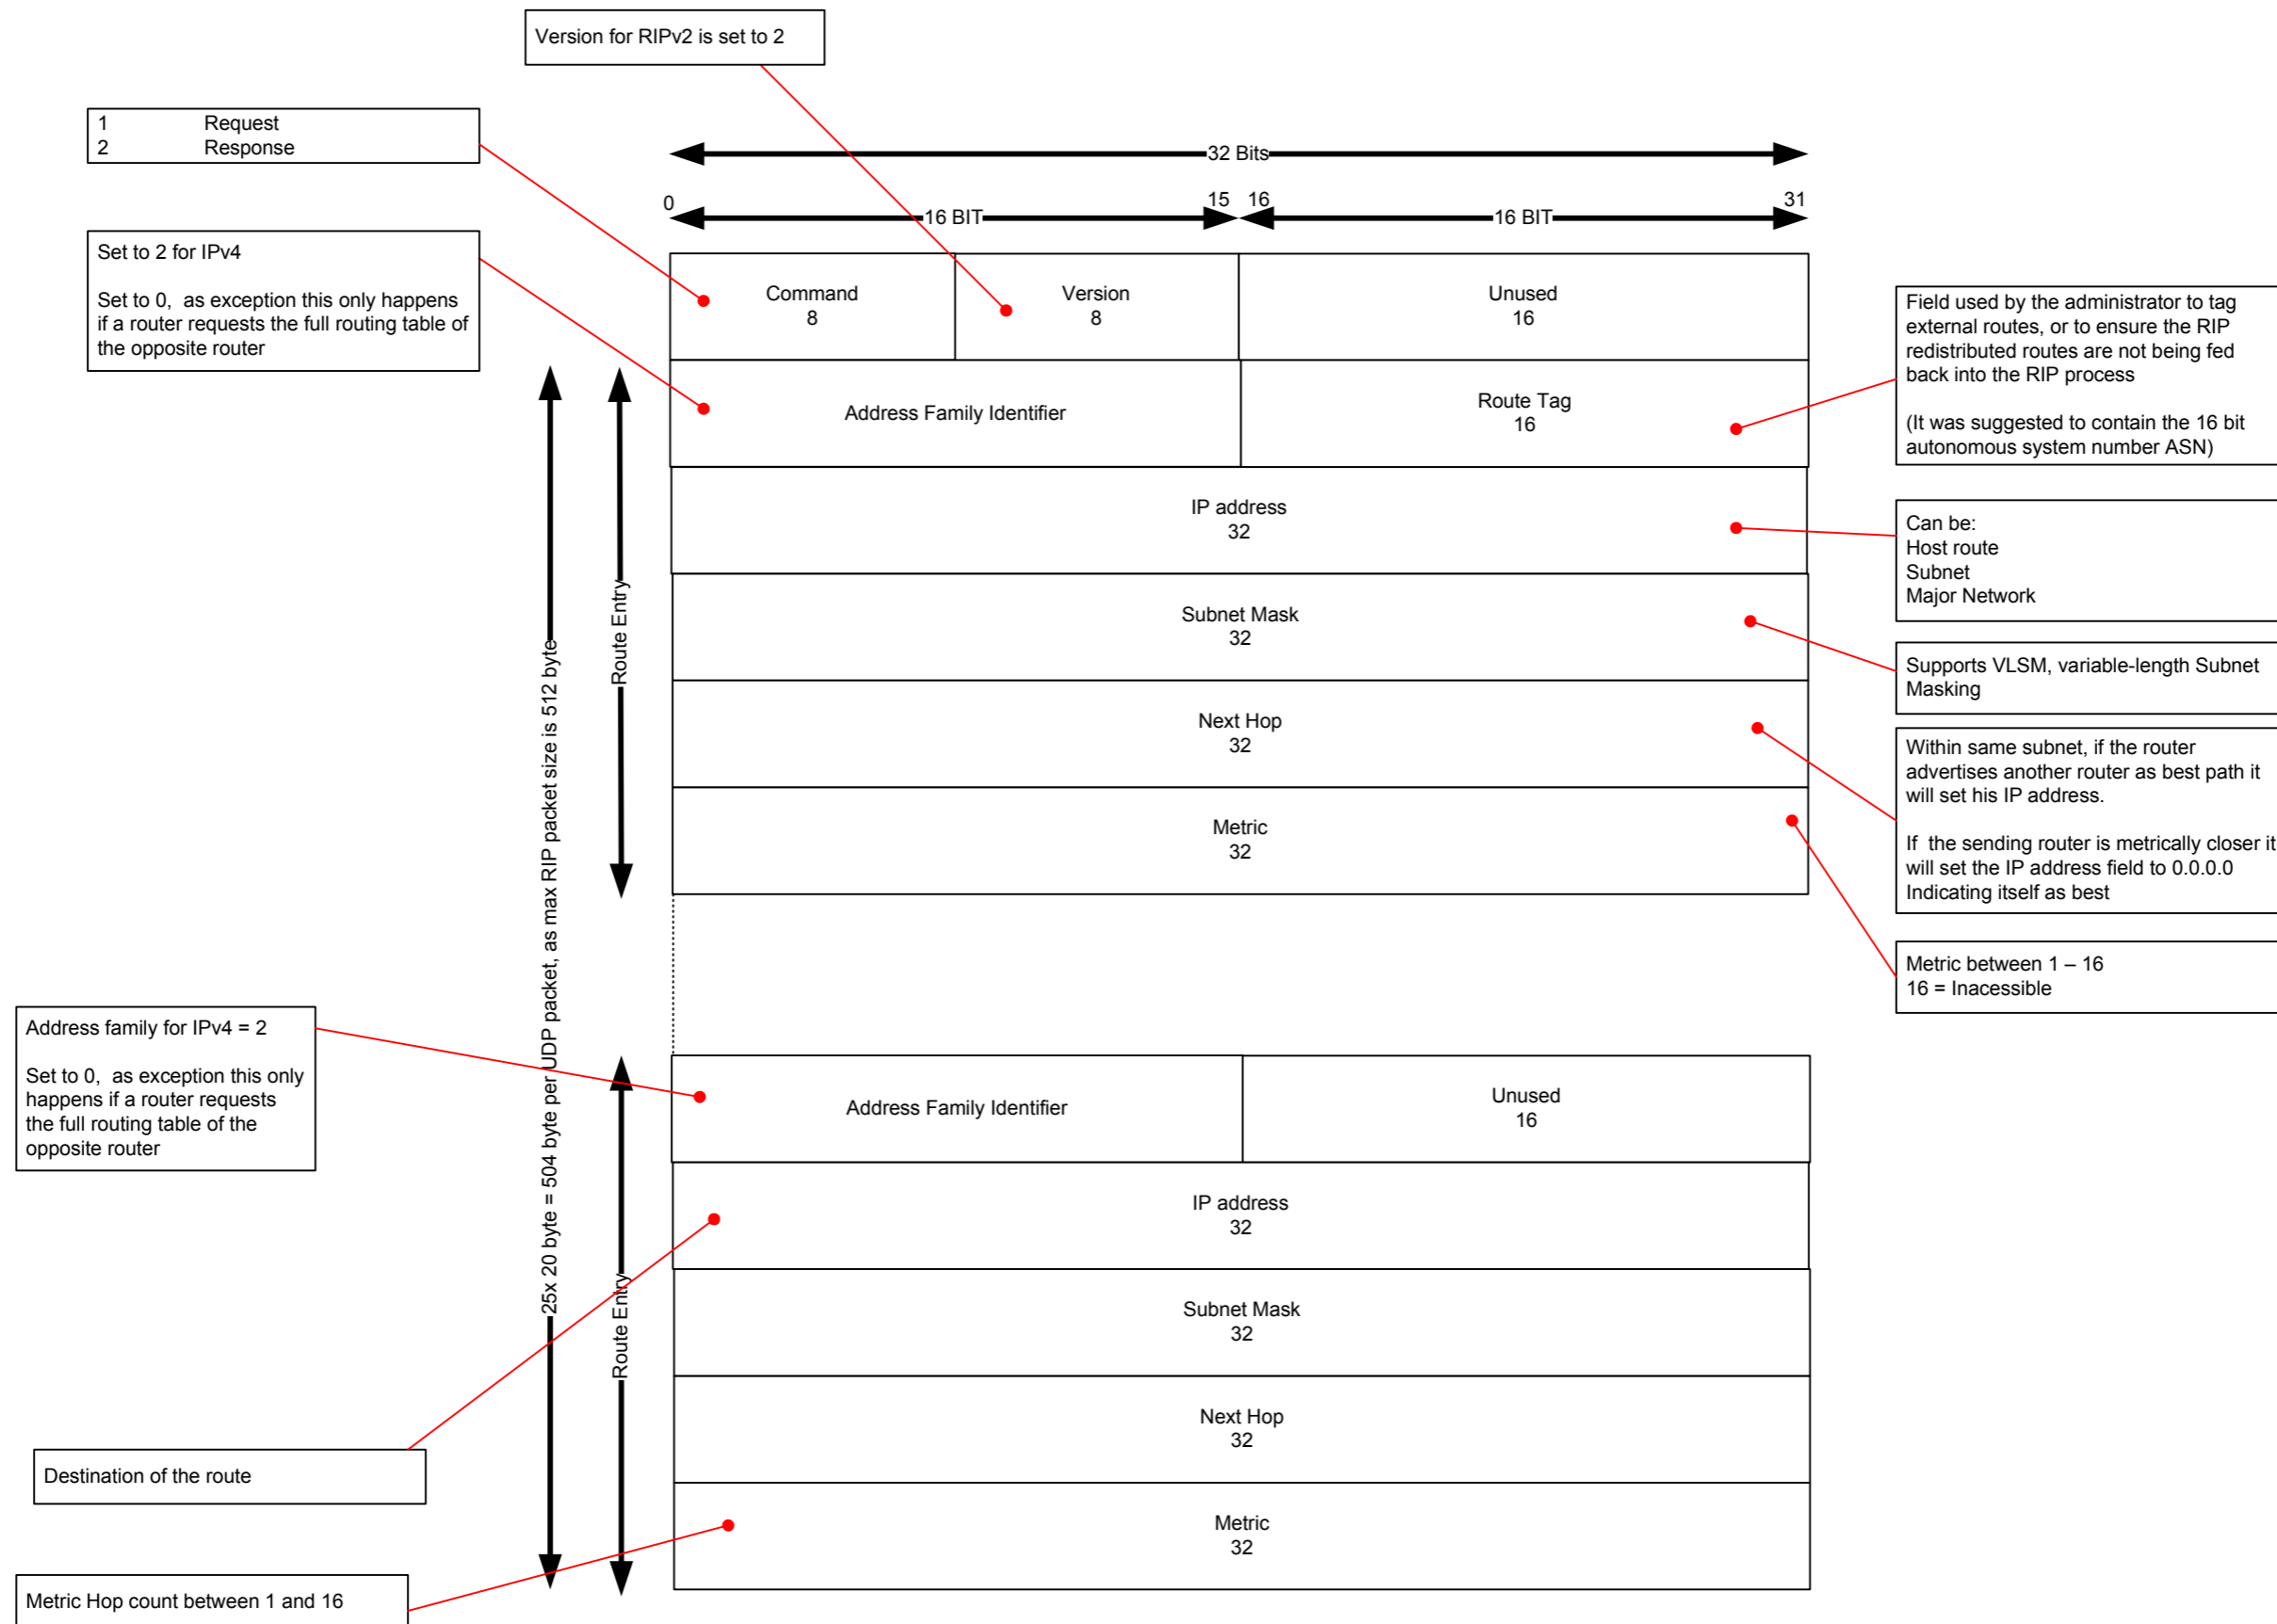 Version for RIPv2 is set to 2
1 Request
2 Response
32 Bits
0 15 16 31
16 BIT 16 BIT
Set to 2 for IPv4
Set to 0, as exception this only happens
if a router requests the full routing table of
the opposite router
Command
8
Version
8
Unused
16
Field used by the administrator to tag
external routes, or to ensure the RIP
redistributed routes are not being fed
back into the RIP process
(It was suggested to contain the 16 bit
autonomous system number ASN)
Address Family Identifier
Route Tag
16
IP address
32
Can be:
Host route
Subnet
Major Network
Subnet Mask
32
Supports VLSM, variable-length Subnet
Masking
Next Hop
32
Within same subnet, if the router
advertises another router as best path it
will set his IP address.
If the sending router is metrically closer it
will set the IP address field to 0.0.0.0
Indicating itself as best
Metric
32
Metric between 1 – 16
16 = Inacessible
Route Entry
25x 20 byte = 504 byte per UDP packet, as max RIP packet size is 512 byte
Address family for IPv4 = 2
Set to 0, as exception this only
happens if a router requests
the full routing table of the
opposite router
Address Family Identifier
Unused
16
IP address
32
Subnet Mask
32
Next Hop
32
Metric
32
Route Entry
Destination of the route
Metric Hop count between 1 and 16